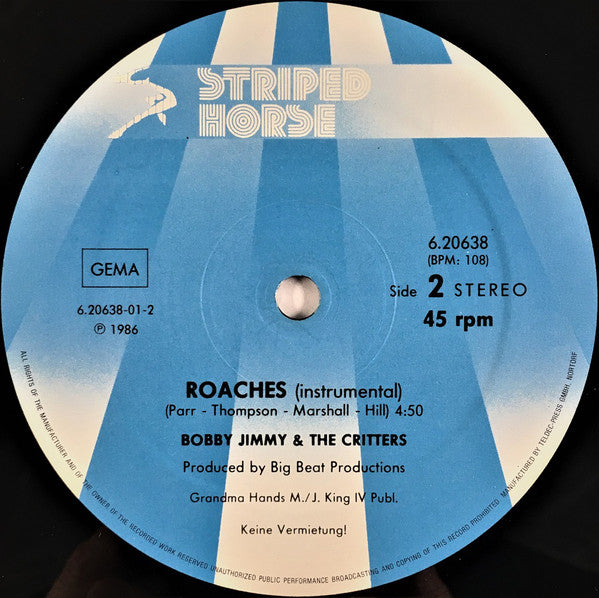 STRIPED
HORSE
GEMA
6.20638-01-2
℗ 1986
6.20638
(BPM: 108)
Side 2 STEREO
45 rpm
ROACHES (instrumental)
(Parr - Thompson - Marshall - Hill) 4:50
BOBBY JIMMY & THE CRITTERS
Produced by Big Beat Productions
Grandma Hands M./J. King IV Publ.
Keine Vermietung!
ALL RIGHTS OF THE MANUFACTURER AND OF THE OWNER OF THE RECORDED WORK RESERVED UNAUTHORIZED PUBLIC PERFORMANCE BROADCASTING AND COPYING OF THIS RECORD PROHIBITED. MANUFACTURED BY TELDEC-PRESS GMBH, NORTORF